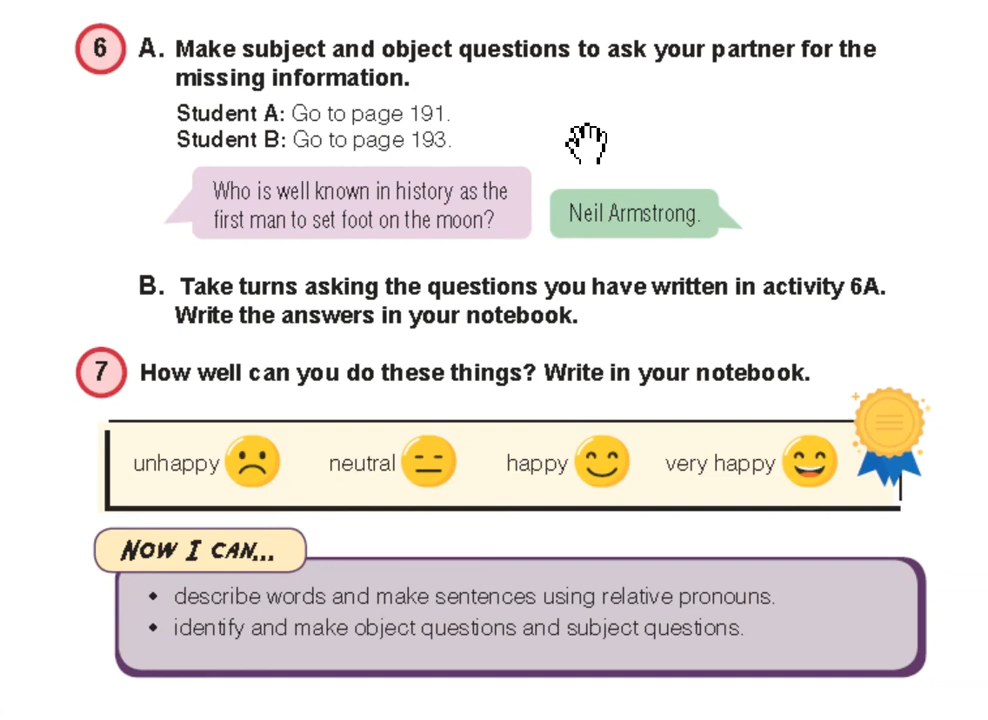 6 A. Make subject and object questions to ask your partner for the
missing information.
Student A: Go to page 191.
Student B: Go to page 193.
Who is well known in history as the
first man to set foot on the moon?
Neil Armstrong.
B. Take turns asking the questions you have written in activity 6A.
Write the answers in your notebook.
7 How well can you do these things? Write in your notebook.
unhappy neutral happy very happy
NOW I CAN...
• describe words and make sentences using relative pronouns.
• identify and make object questions and subject questions.